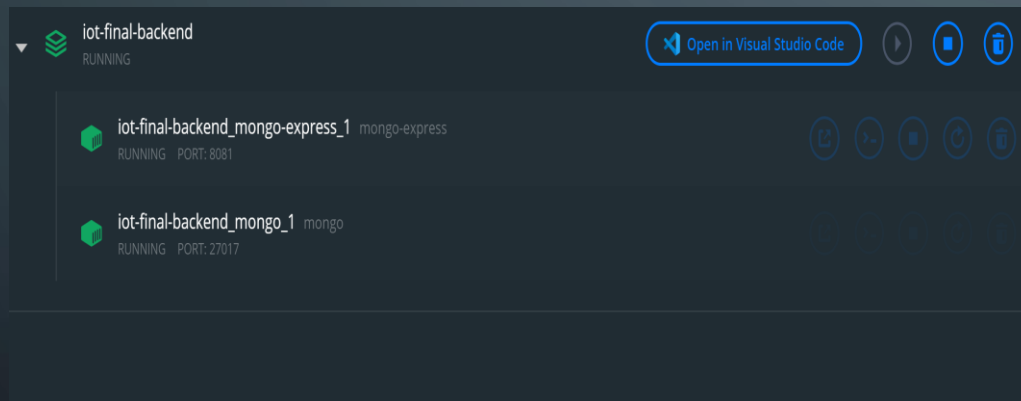 iot-final-backend
RUNNING
Open in Visual Studio Code
iot-final-backend_mongo-express_1 mongo-express
RUNNING PORT: 8081
iot-final-backend_mongo_1 mongo
RUNNING PORT: 27017